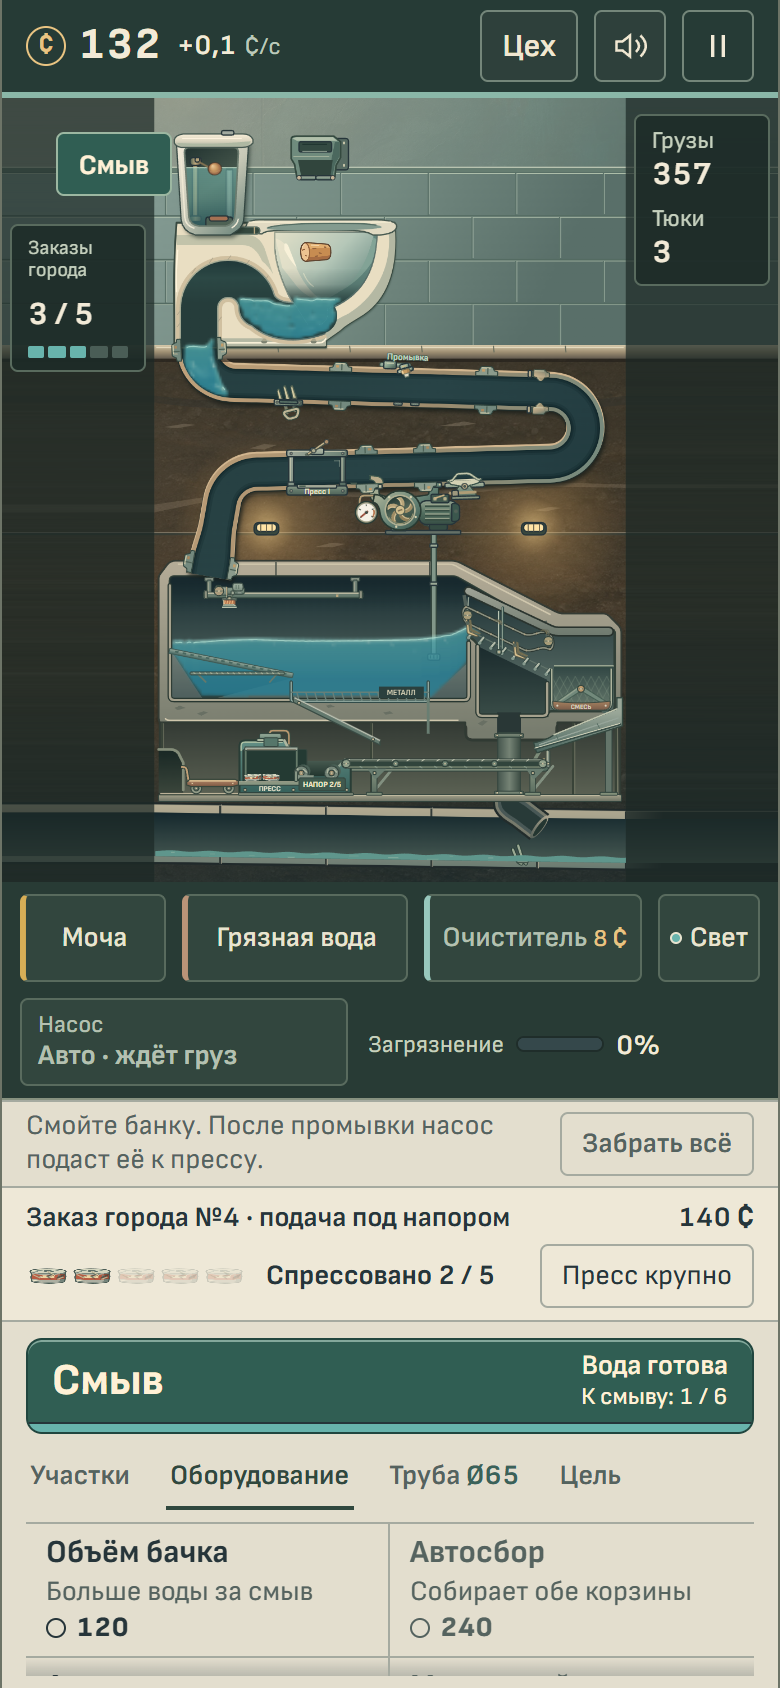 ₵ 132 +0,1 ₵/с
Цех
Смыв
Грузы
357
Тюки
3
Заказы
города
3 / 5
Промывка
Пресс I
МЕТАЛЛ
СМЕСЬ
ПРЕСС
НАПОР 2/5
Моча
Грязная вода
Очиститель 8 ₵
Свет
Насос
Авто · ждёт груз
Загрязнение 0%
Смойте банку. После промывки насос
подаст её к прессу.
Забрать всё
Заказ города №4 · подача под напором
140 ₵
Спрессовано 2 / 5
Пресс крупно
Смыв
Вода готова
К смыву: 1 / 6
Участки Оборудование Труба Ø65 Цель
Объём бачка
Больше воды за смыв
120
Автосбор
Собирает обе корзины
240